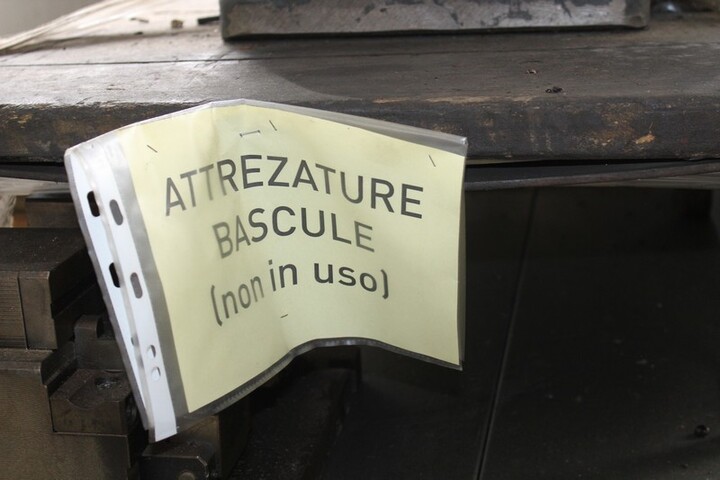 ATTREZATURE
BASCULE
(non in uso)